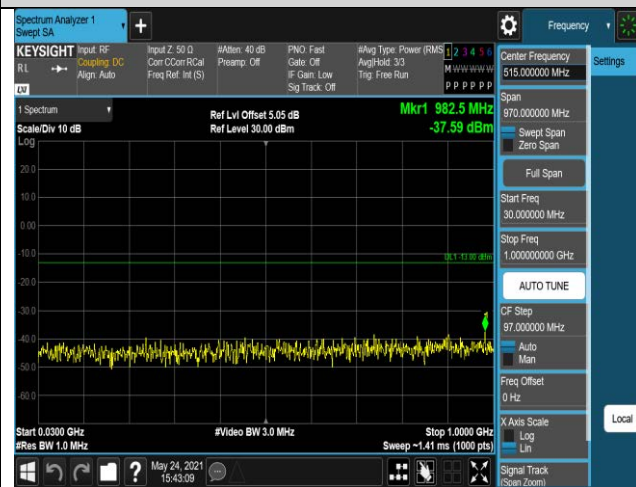 Spectrum Analyzer 1
Swept SA
Frequency
KEYSIGHT
RL
LXI
Input: RF
Coupling: DC
Align: Auto
Input Z: 50 Ω
Corr CCorr RCal
Freq Ref: Int (S)
#Atten: 40 dB
Preamp: Off
PNO: Fast
Gate: Off
IF Gain: Low
Sig Track: Off
#Avg Type: Power (RMS
Avg|Hold: 3/3
Trig: Free Run
1 2 3 4 5 6
M W W W W W
P P P P P P
1 Spectrum
Scale/Div 10 dB
Log
Ref Lvl Offset 5.05 dB
Ref Level 30.00 dBm
Mkr1 982.5 MHz
-37.59 dBm
20.0
10.0
0.00
-10.0
DL1 -13.00 dBm
-20.0
-30.0
-40.0
-50.0
-60.0
Start 0.0300 GHz
#Res BW 1.0 MHz
#Video BW 3.0 MHz
Stop 1.0000 GHz
Sweep ~1.41 ms (1000 pts)
May 24, 2021
15:43:09
Center Frequency
515.000000 MHz
Settings
Span
970.000000 MHz
Swept Span
Zero Span
Full Span
Start Freq
30.000000 MHz
Stop Freq
1.000000000 GHz
AUTO TUNE
CF Step
97.000000 MHz
Auto
Man
Freq Offset
0 Hz
X Axis Scale
Log
Lin
Local
Signal Track
(Span Zoom)